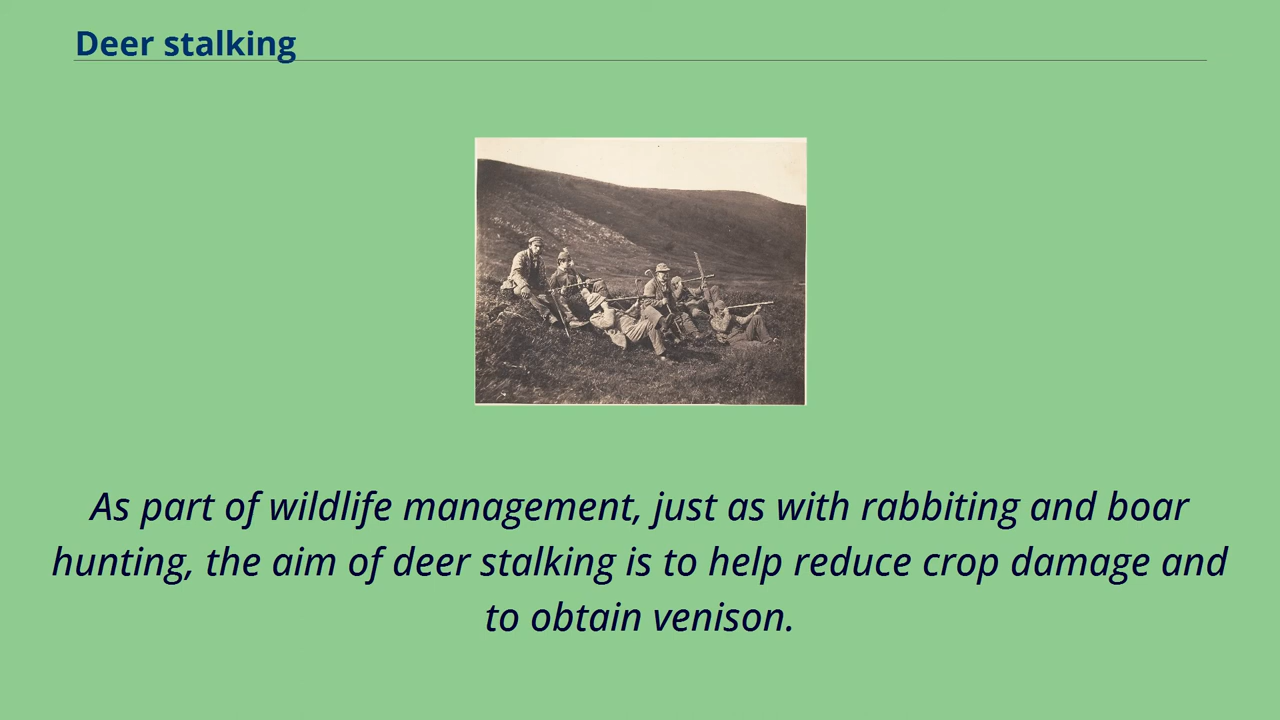 Deer stalking
As part of wildlife management, just as with rabbiting and boar
hunting, the aim of deer stalking is to help reduce crop damage and
to obtain venison.